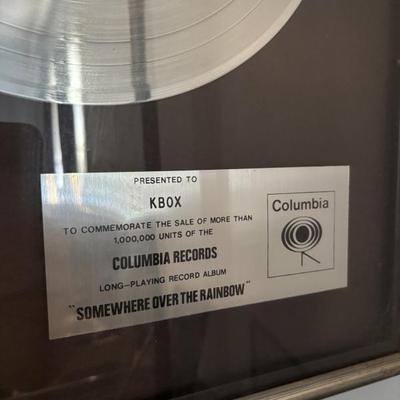 PRESENTED TO
KBOX
TO COMMEMORATE THE SALE OF MORE THAN
1,000,000 UNITS OF THE
COLUMBIA RECORDS
LONG-PLAYING RECORD ALBUM
"SOMEWHERE OVER THE RAINBOW"
Columbia